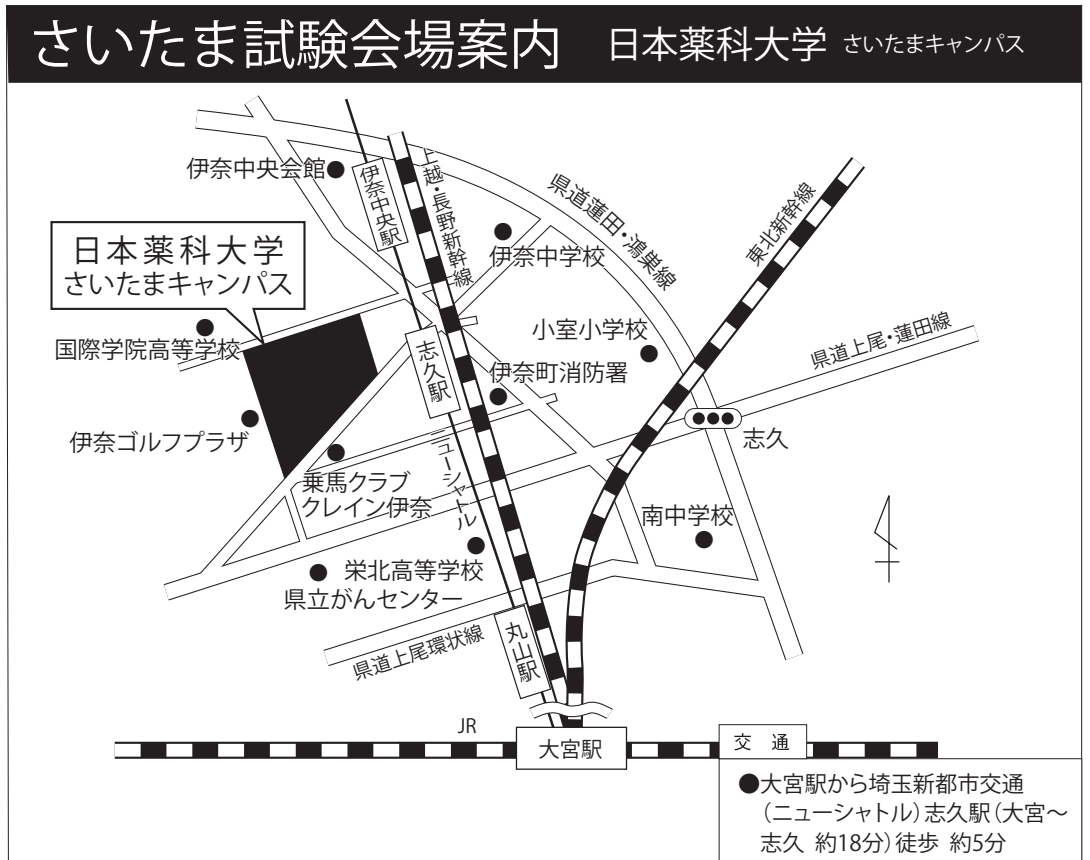 さいたま試験会場案内 日本薬科大学 さいたまキャンパス
伊奈中央会館
伊奈中央駅
上越・長野新幹線
県道蓮田・鴻巣線
東北新幹線
日本薬科大学
さいたまキャンパス
伊奈中学校
国際学院高等学校
志久駅
小室小学校
県道上尾・蓮田線
伊奈町消防署
伊奈ゴルフプラザ
志久
乗馬クラブ
クレイン伊奈
ニューシャトル
南中学校
栄北高等学校
県立がんセンター
県道上尾環状線
丸山駅
JR
大宮駅
交 通
●大宮駅から埼玉新都市交通
（ニューシャトル）志久駅（大宮～
志久 約18分）徒歩 約5分